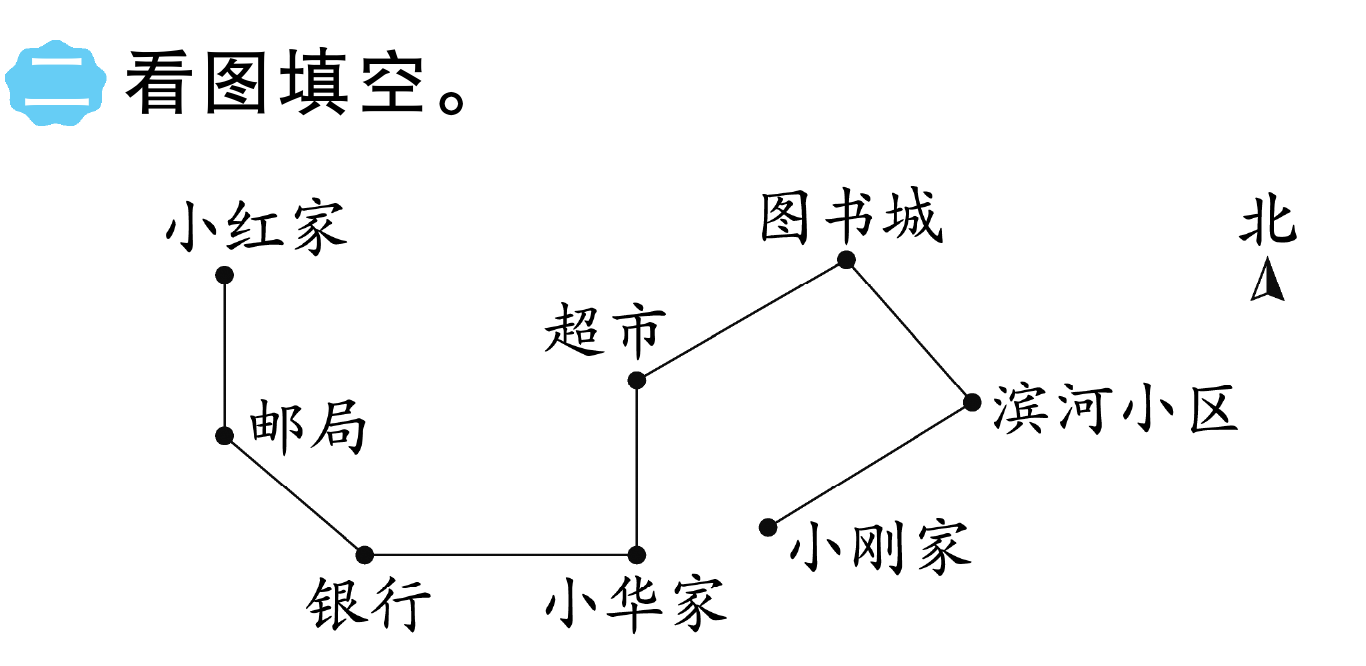 二 看图填空。
小红家
图书城
北
超市
邮局
滨河小区
小刚家
银行
小华家